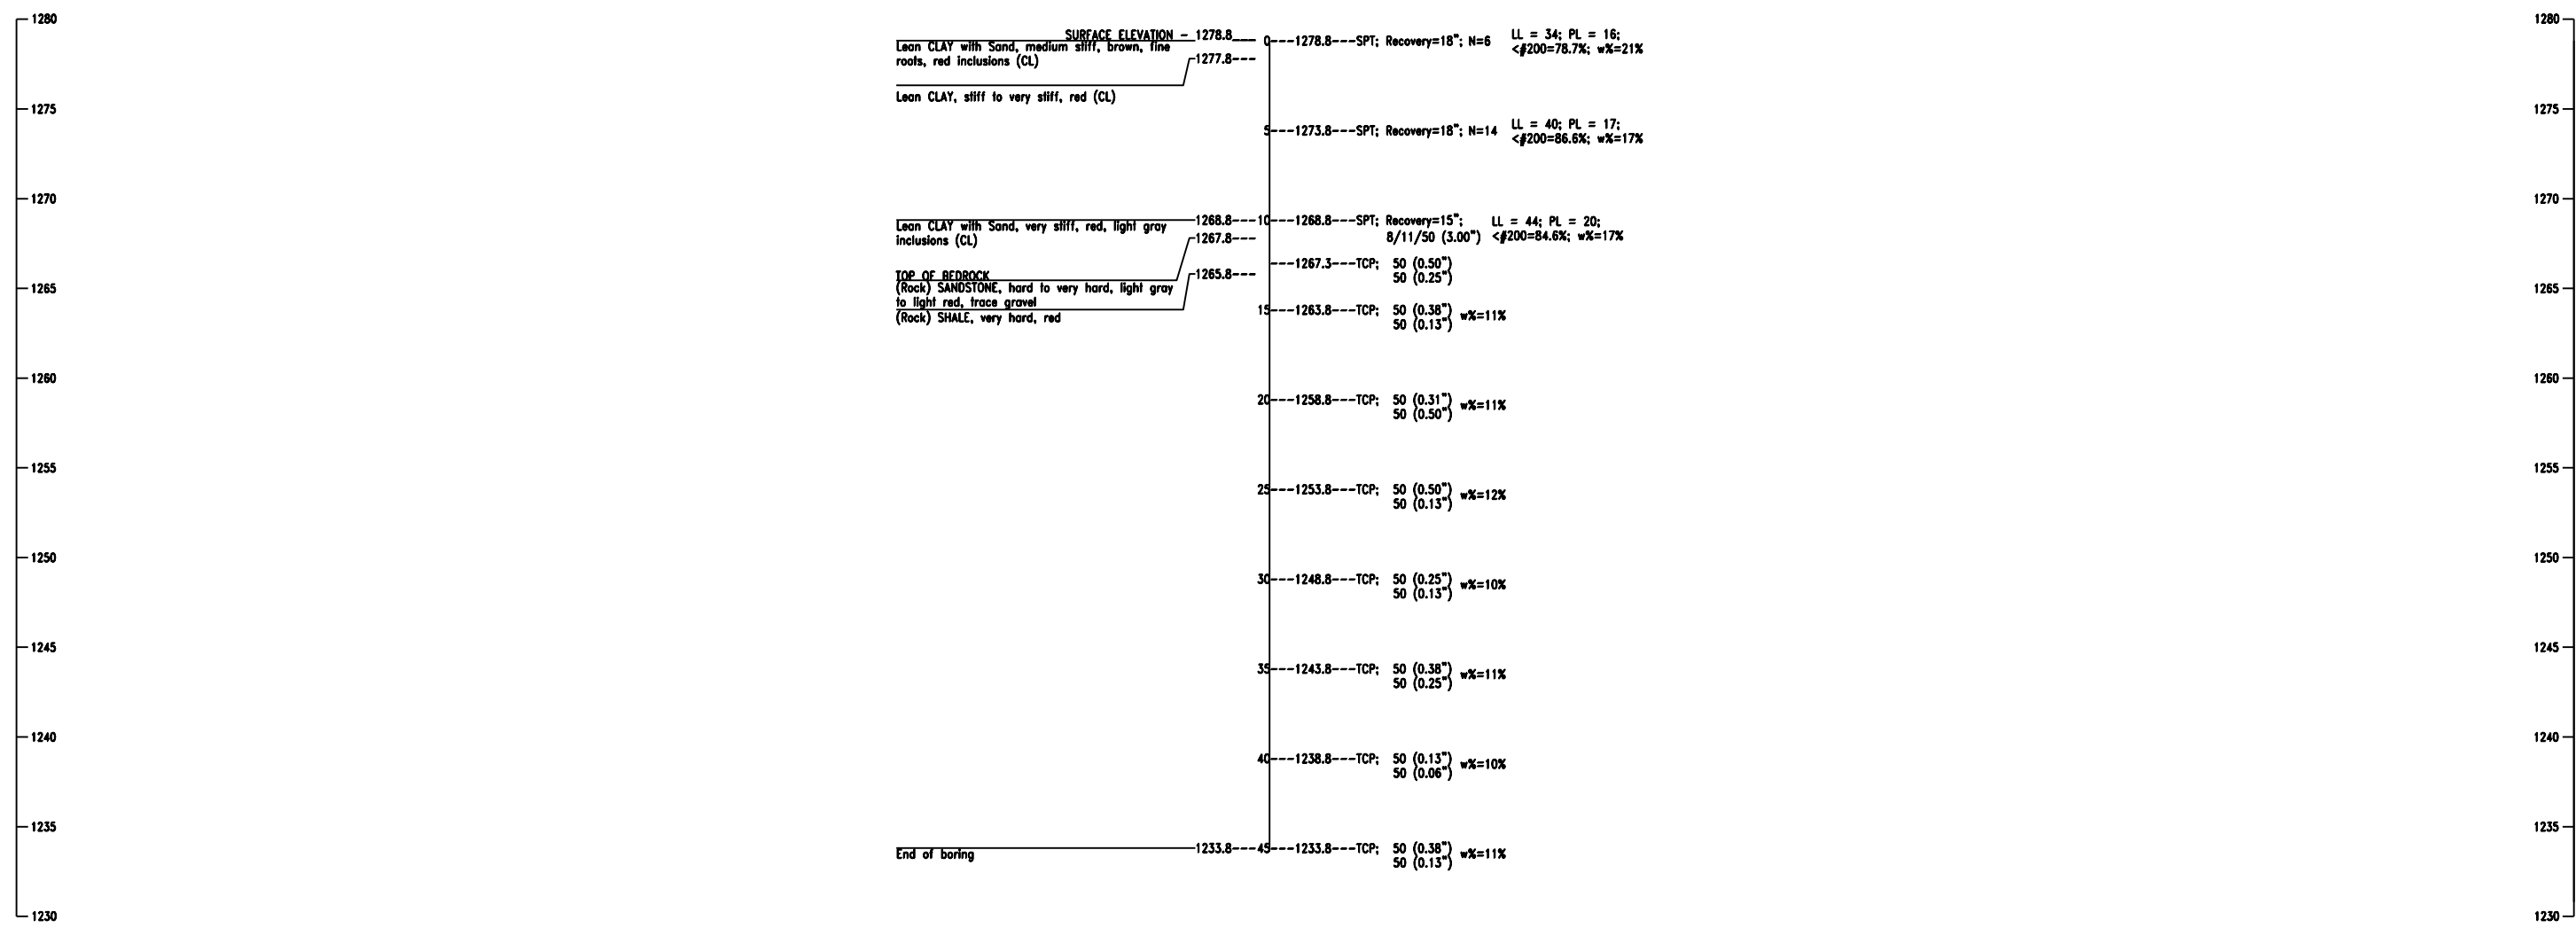 1280
1275
1270
1265
1260
1255
1250
1245
1240
1235
1230
SURFACE ELEVATION - 1278.8
Lean CLAY with Sand, medium stiff, brown, fine
roots, red inclusions (CL)
1277.8---
Lean CLAY, stiff to very stiff, red (CL)
1268.8---
Lean CLAY with Sand, very stiff, red, light gray
inclusions (CL)
1267.8---
TOP OF BEDROCK
(Rock) SANDSTONE, hard to very hard, light gray
to light red, trace gravel
1265.8---
(Rock) SHALE, very hard, red
1233.8---
End of boring
0---1278.8---SPT; Recovery=18"; N=6
LL = 34; PL = 16;
<#200=78.7%; w%=21%
5---1273.8---SPT; Recovery=18"; N=14
LL = 40; PL = 17;
<#200=86.6%; w%=17%
10---1268.8---SPT; Recovery=15";
8/11/50 (3.00")
LL = 44; PL = 20;
<#200=84.6%; w%=17%
---1267.3---TCP; 50 (0.50")
50 (0.25")
15---1263.8---TCP; 50 (0.38")
50 (0.13")
w%=11%
20---1258.8---TCP; 50 (0.31")
50 (0.50")
w%=11%
25---1253.8---TCP; 50 (0.50")
50 (0.13")
w%=12%
30---1248.8---TCP; 50 (0.25")
50 (0.13")
w%=10%
35---1243.8---TCP; 50 (0.38")
50 (0.25")
w%=11%
40---1238.8---TCP; 50 (0.13")
50 (0.06")
w%=10%
45---1233.8---TCP; 50 (0.38")
50 (0.13")
w%=11%
1280
1275
1270
1265
1260
1255
1250
1245
1240
1235
1230